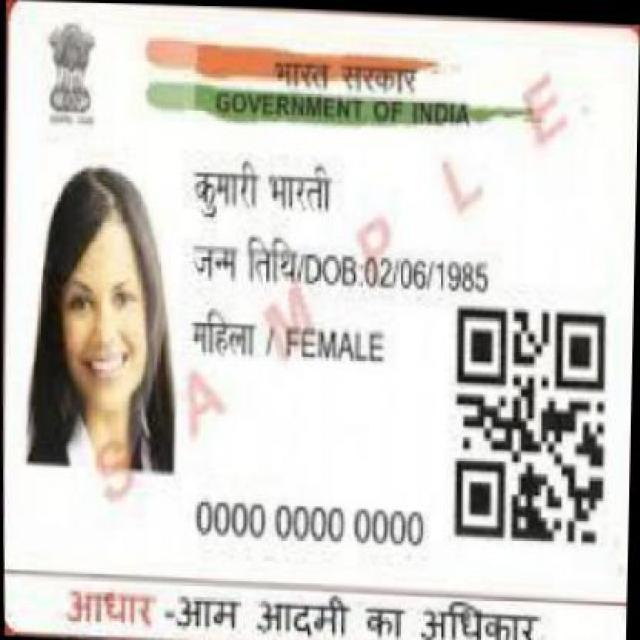 भारत सरकार
GOVERNMENT OF INDIA
कुमारी भारती
जन्म तिथि/DOB:02/06/1985
महिला / FEMALE
SAMPLE
0000 0000 0000
आधार -आम आदमी का अधिकार